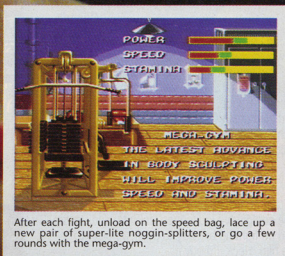 POWER
SPEED
STAMINA
MEGA-GYM
THE LATEST ADVANCE
IN BODY SCULPTING
WILL IMPROVE POWER
SPEED AND STAMINA.
After each fight, unload on the speed bag, lace up a
new pair of super-lite noggin-splitters, or go a few
rounds with the mega-gym.